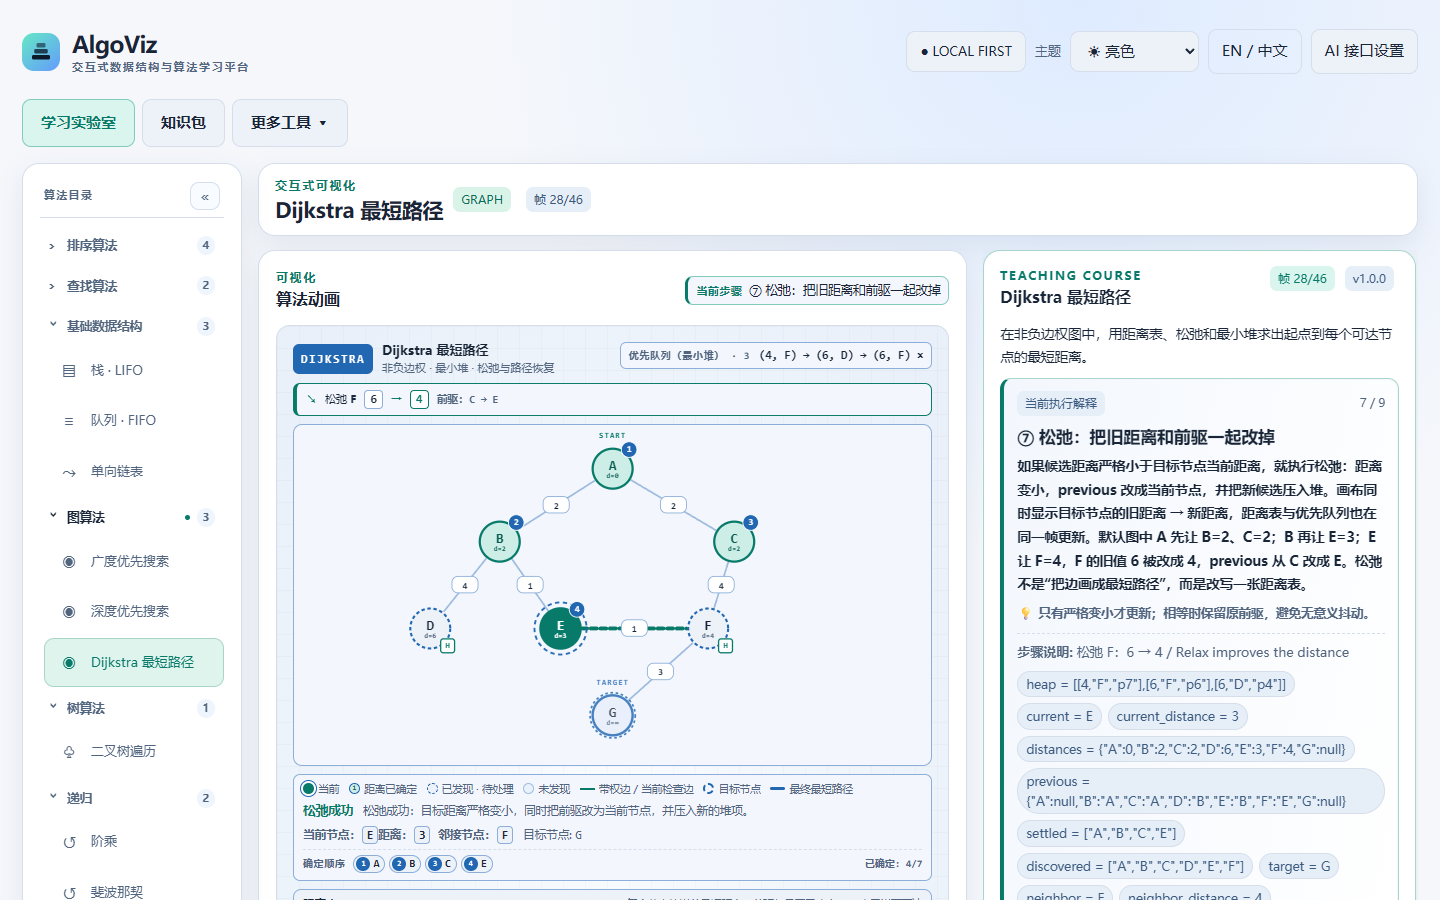 AlgoViz
交互式数据结构与算法学习平台
● LOCAL FIRST
主题
☀ 亮色
EN / 中文
AI 接口设置
学习实验室
知识包
更多工具 ▾
算法目录
«
› 排序算法 4
› 查找算法 2
基础数据结构 3
栈 · LIFO
队列 · FIFO
单向链表
图算法 • 3
广度优先搜索
深度优先搜索
Dijkstra 最短路径
树算法 1
二叉树遍历
递归 2
阶乘
斐波那契
交互式可视化
Dijkstra 最短路径
GRAPH
帧 28/46
可视化
算法动画
当前步骤 ⑦ 松弛：把旧距离和前驱一起改掉
DIJKSTRA
Dijkstra 最短路径
非负边权 · 最小堆 · 松弛与路径恢复
优先队列（最小堆） · 3 (4, F) → (6, D) → (6, F) ×
↘ 松弛 F 6 → 4 前驱: C → E
START
A
d=0
1
2
2
B
d=2
2
C
d=2
3
4
1
4
D
d=6
H
E
d=3
4
1
F
d=4
H
3
TARGET
G
d=∞
当前 ① 距离已确定 已发现 · 待处理 未发现 带权边 / 当前检查边 目标节点 最终最短路径
松弛成功 松弛成功：目标距离严格变小，同时把前驱改为当前节点，并压入新的堆项。
当前节点: E 距离: 3 邻接节点: F 目标节点: G
确定顺序 1 A 2 B 3 C 4 E 已确定: 4/7
TEACHING COURSE
Dijkstra 最短路径
帧 28/46
v1.0.0
在非负边权图中，用距离表、松弛和最小堆求出起点到每个可达节
点的最短距离。
当前执行解释
7 / 9
⑦ 松弛：把旧距离和前驱一起改掉
如果候选距离严格小于目标节点当前距离，就执行松弛：距离
变小，previous 改成当前节点，并把新候选压入堆。画布同
时显示目标节点的旧距离 → 新距离，距离表与优先队列也在
同一帧更新。默认图中 A 先让 B=2、C=2；B 再让 E=3；E
让 F=4，F 的旧值 6 被改成 4，previous 从 C 改成 E。松弛
不是“把边画成最短路径”，而是改写一张距离表。
💡 只有严格变小才更新；相等时保留原前驱，避免无意义抖动。
步骤说明: 松弛 F：6 → 4 / Relax improves the distance
heap = [[4,"F","p7"],[6,"F","p6"],[6,"D","p4"]]
current = E
current_distance = 3
distances = {"A":0,"B":2,"C":2,"D":6,"E":3,"F":4,"G":null}
previous =
{"A":null,"B":"A","C":"A","D":"B","E":"B","F":"E","G":null}
settled = ["A","B","C","E"]
discovered = ["A","B","C","D","E","F"]
target = G
neighbor = F
neighbor_distance = 4